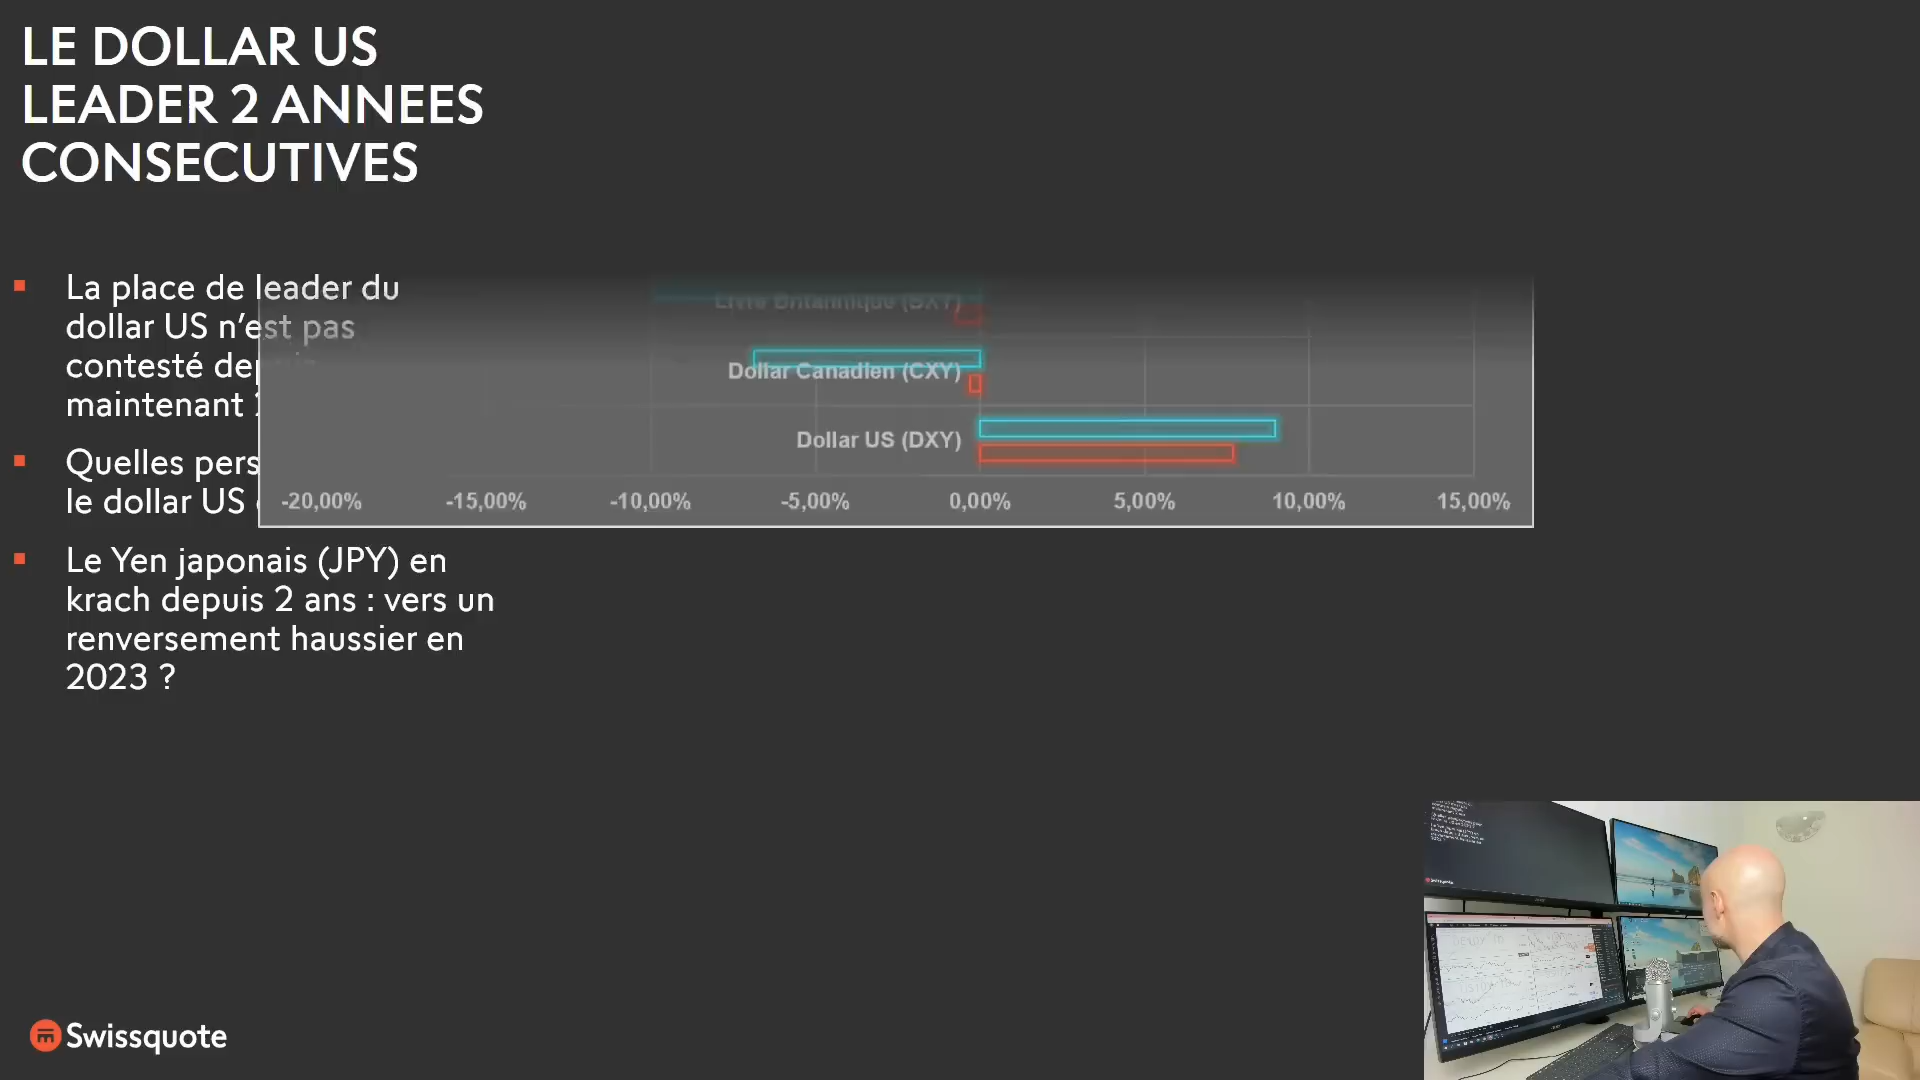 LE DOLLAR US
LEADER 2 ANNEES
CONSECUTIVES
La place de leader du
dollar US n'est pas
contesté
maintenant
Quelles
le dollar US
Le Yen japonais (JPY) en
krach depuis 2 ans : vers un
renversement haussier en
2023 ?
Livre Britannique (BXY)
Dollar Canadien (CXY)
Dollar US (DXY)
-20,00% -15,00% -10,00% -5,00% 0,00% 5,00% 10,00% 15,00%
Swissquote